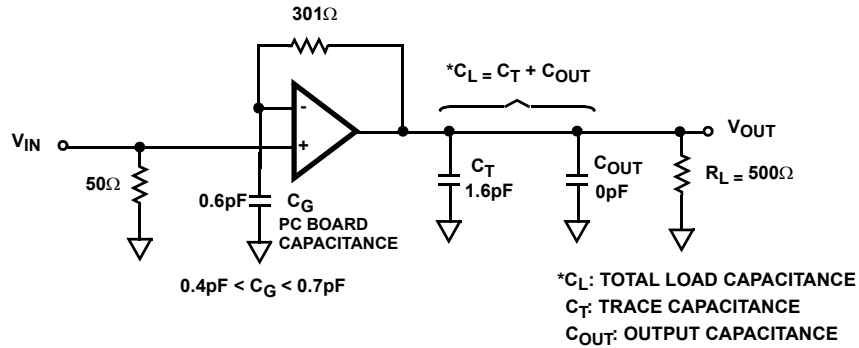 301Ω
*CL = CT + COUT
-
+
VIN
VOUT
50Ω
0.6pF
CG
PC BOARD
CAPACITANCE
CT
1.6pF
COUT
0pF
RL = 500Ω
0.4pF < CG < 0.7pF
*CL: TOTAL LOAD CAPACITANCE
CT: TRACE CAPACITANCE
COUT: OUTPUT CAPACITANCE